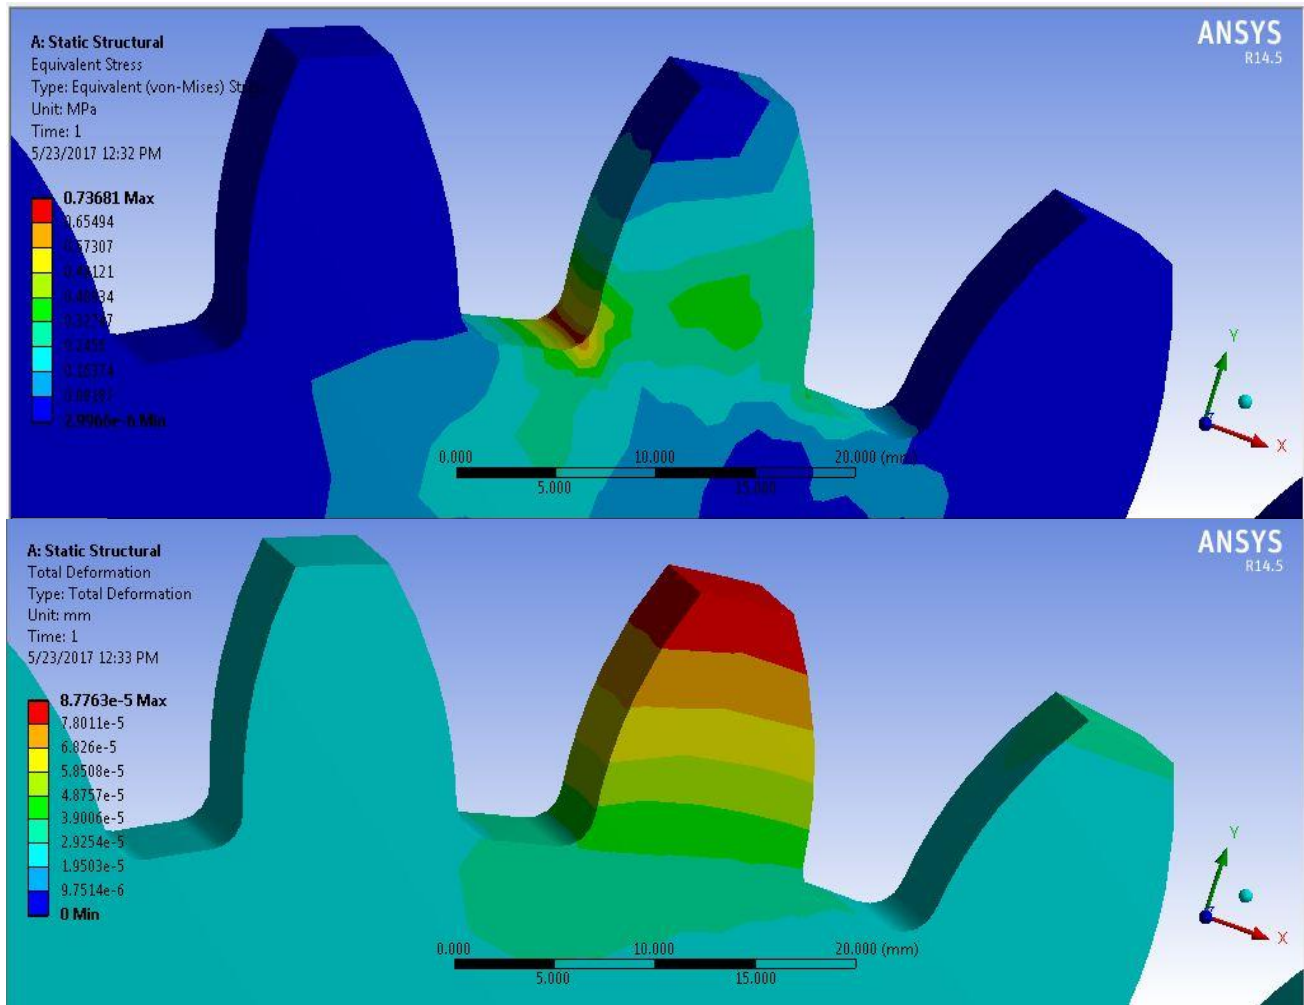 A: Static Structural
Equivalent Stress
Type: Equivalent (von-Mises)
Unit: MPa
Time: 1
5/23/2017 12:32 PM
0.73681 Max
0.65494
0.57307
Min
ANSYS
R14.5
Y
X
0.000
10.000
20.000 (mm)
5.000
15.000
A: Static Structural
Total Deformation
Type: Total Deformation
Unit: mm
Time: 1
5/23/2017 12:33 PM
8.7763e-5 Max
7.8011e-5
6.826e-5
5.8508e-5
4.8757e-5
3.9006e-5
2.9254e-5
1.9503e-5
9.7514e-6
0 Min
ANSYS
R14.5
Y
X
0.000
10.000
20.000 (mm)
5.000
15.000